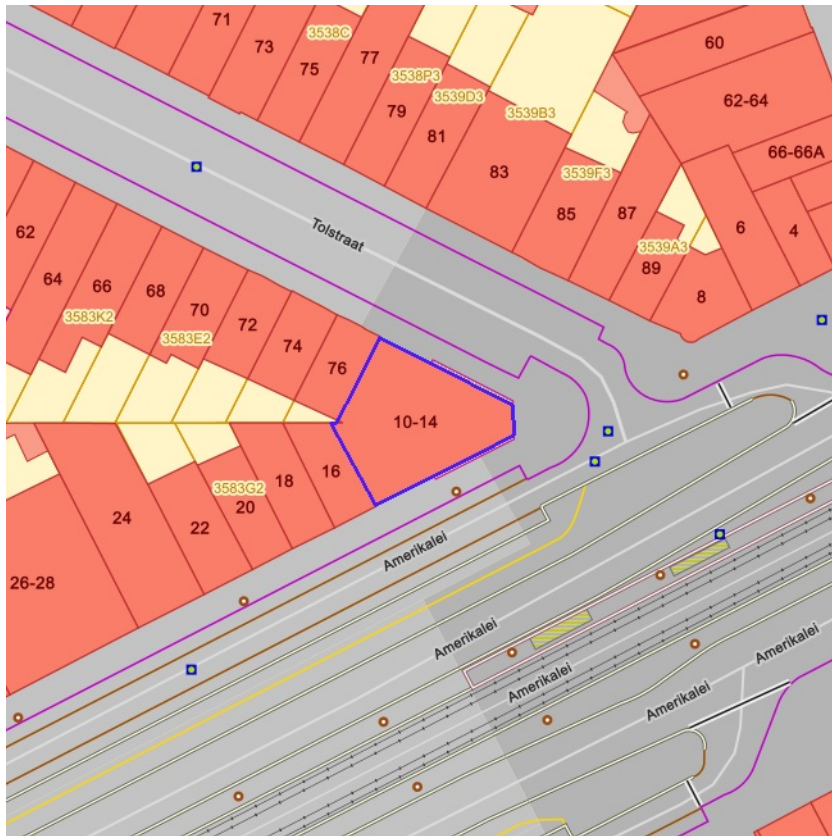 71
73
3538C
75
77
3538P3
79
3539D3
81
3539B3
83
60
62-64
66-66A
3539F3
85
87
6
4
3539A3
89
8
Tolstraat
62
64
66
3583K2
68
70
3583E2
72
74
76
10-14
16
18
3583G2
20
22
24
26-28
Amerikalei
Amerikalei
Amerikalei
Amerikalei
Amerikalei